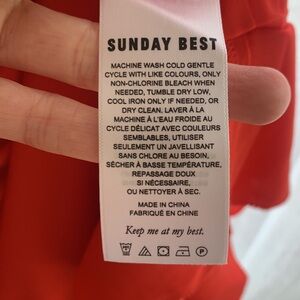 SUNDAY BEST
MACHINE WASH COLD GENTLE
CYCLE WITH LIKE COLOURS, ONLY
NON-CHLORINE BLEACH WHEN
NEEDED, TUMBLE DRY LOW,
COOL IRON ONLY IF NEEDED, OR
DRY CLEAN. LAVER À LA
MACHINE À L'EAU FROIDE AU
CYCLE DÉLICAT AVEC COULEURS
SEMBLABLES, UTILISER
SEULEMENT UN JAVELLISANT
SANS CHLORE AU BESOIN,
SÉCHER À BASSE TEMPÉRATURE,
REPASSAGE DOUX
SI NÉCESSAIRE,
OU NETTOYER À SEC.
MADE IN CHINA
FABRIQUÉ EN CHINE
Keep me at my best.